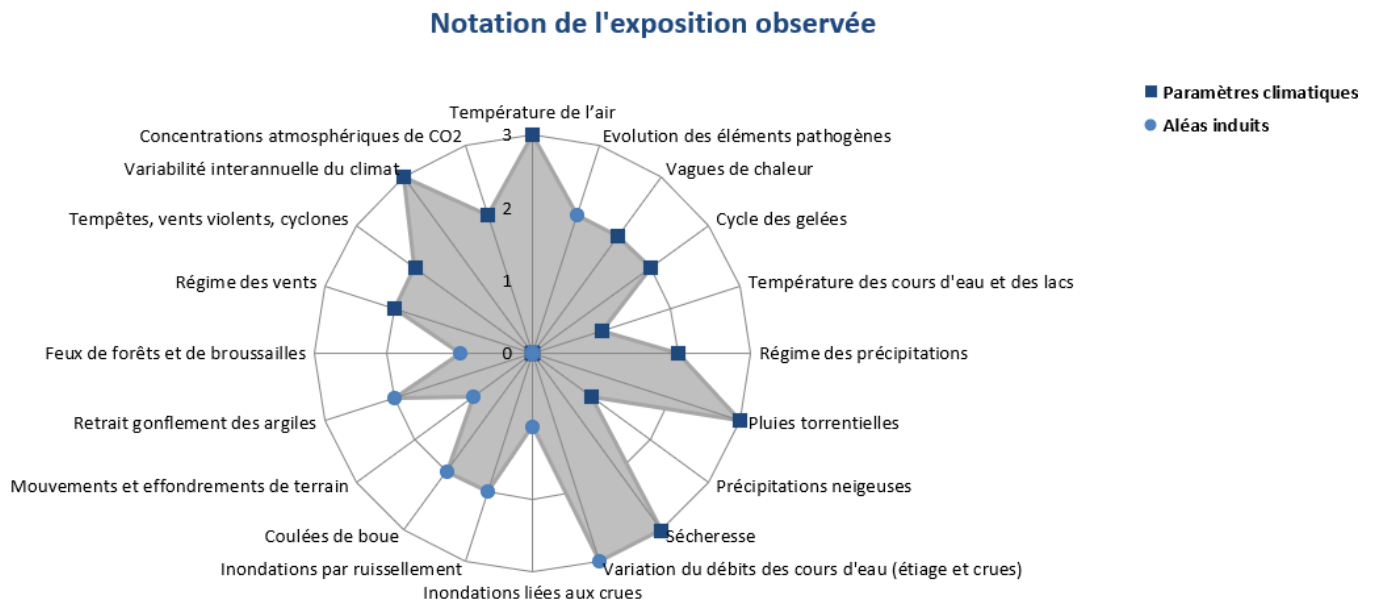 Notation de l'exposition observée
Paramètres climatiques
Aléas induits
Température de l’air
Concentrations atmosphériques de CO2
3
Evolution des éléments pathogènes
Variabilité interannuelle du climat
Vagues de chaleur
Tempêtes, vents violents, cyclones
2
Cycle des gelées
Régime des vents
1
Température des cours d'eau et des lacs
Feux de forêts et de broussailles
0
Régime des précipitations
Retrait gonflement des argiles
Pluies torrentielles
Mouvements et effondrements de terrain
Précipitations neigeuses
Coulées de boue
Sécheresse
Inondations par ruissellement
Variation du débits des cours d'eau (étiage et crues)
Inondations liées aux crues